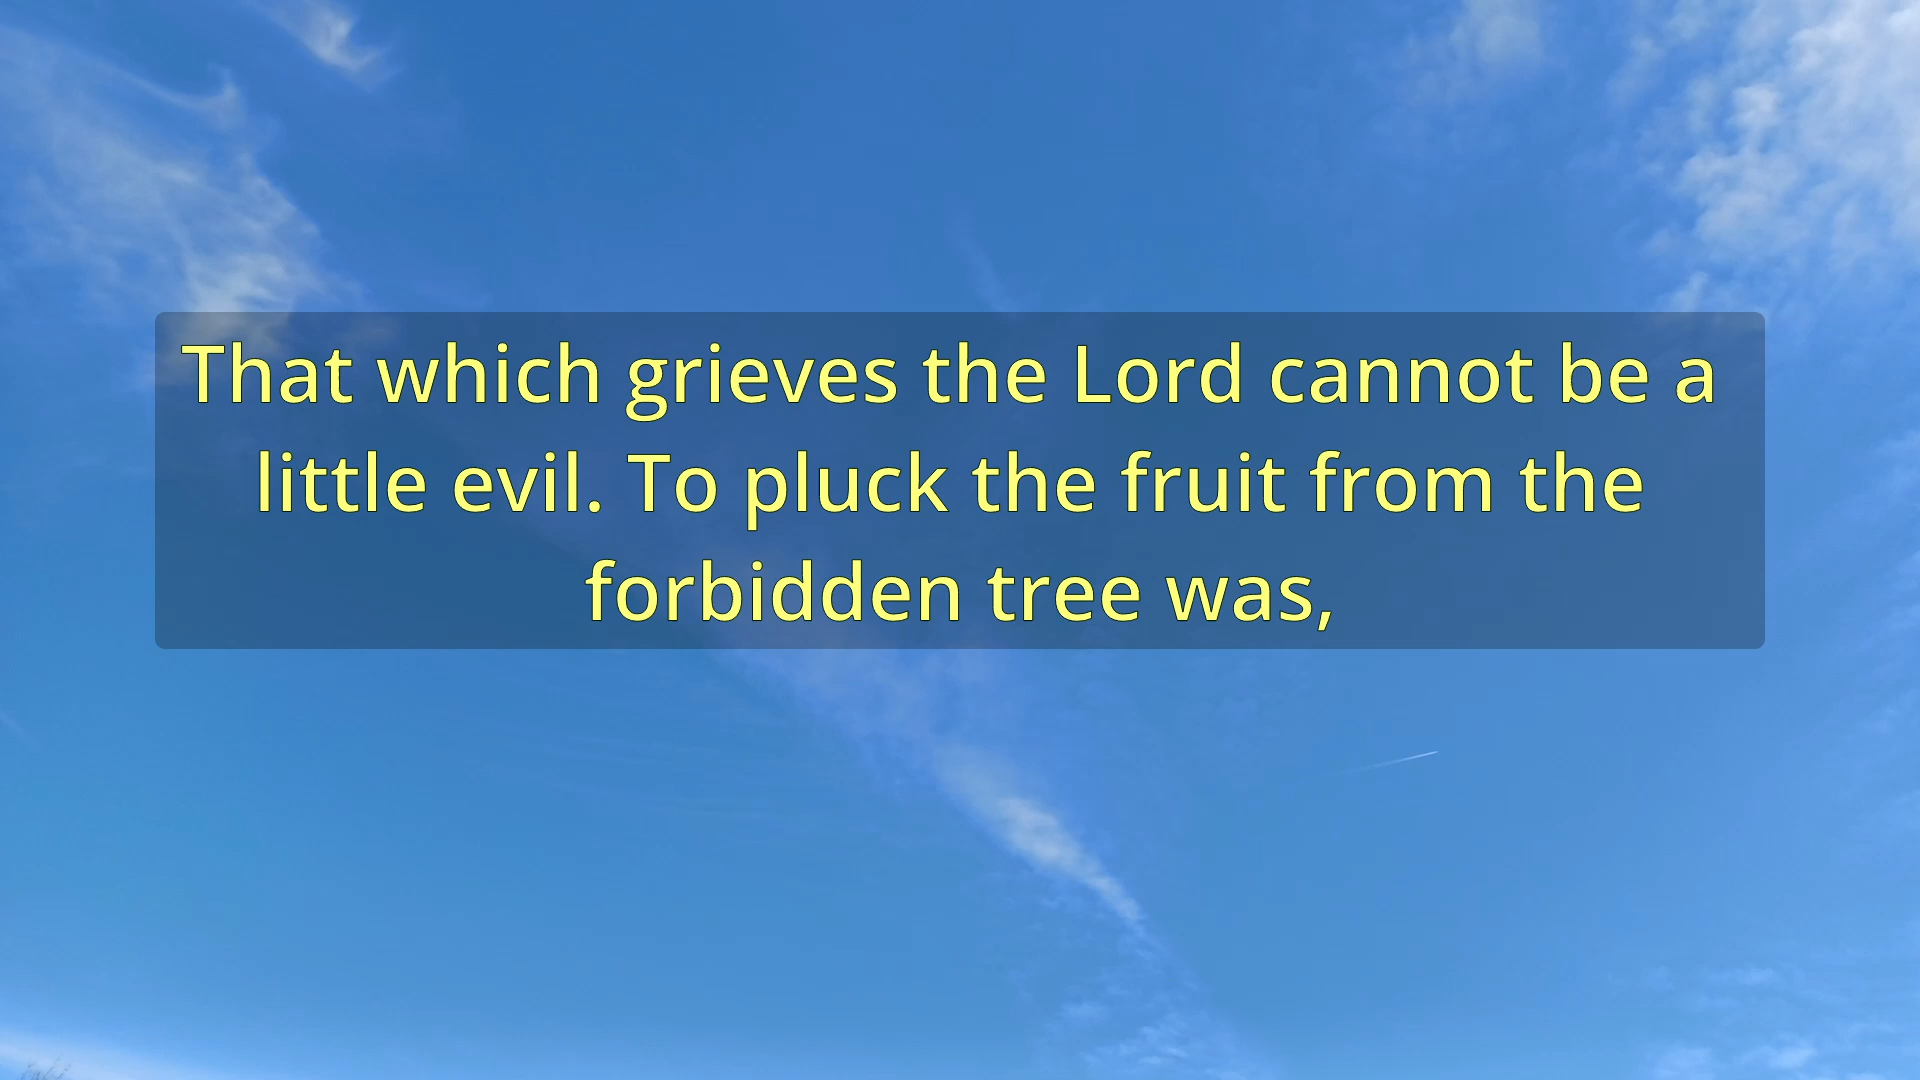 That which grieves the Lord cannot be a
little evil. To pluck the fruit from the
forbidden tree was,